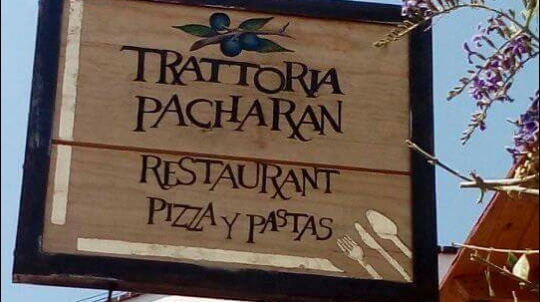 TRATTORIA
PACHARAN
RESTAURANT
PIZZA Y PASTAS